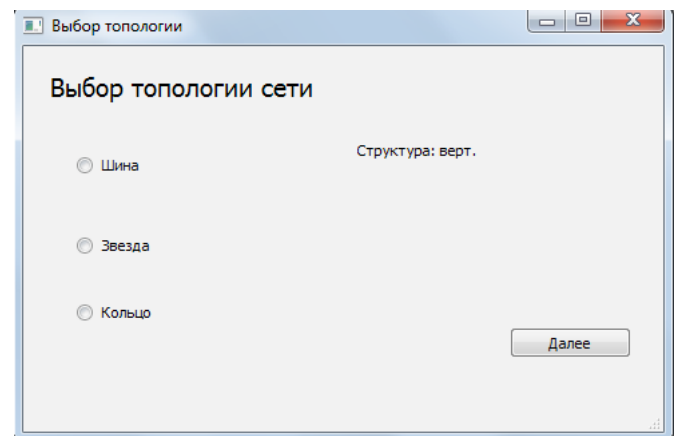 Выбор топологии
Выбор топологии сети
Структура: верт.
Шина
Звезда
Кольцо
Далее